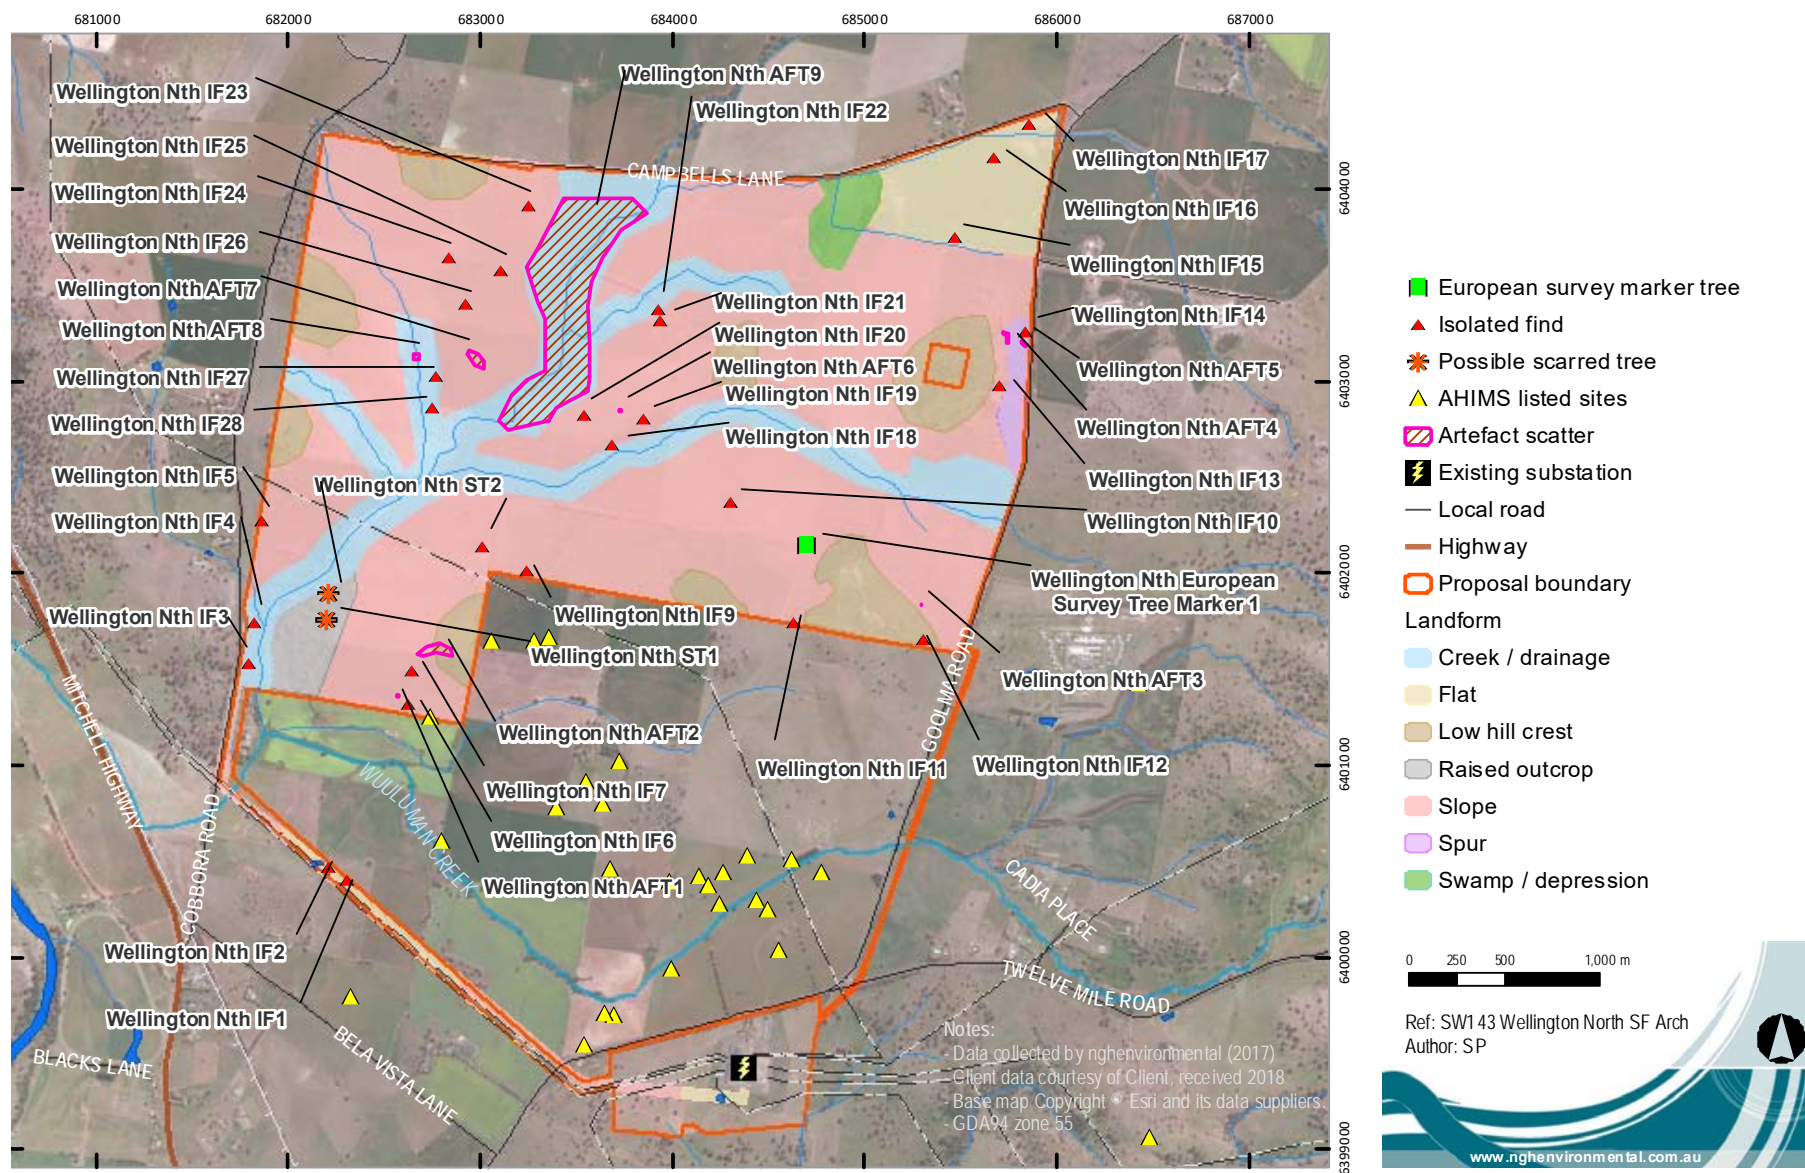 681000
682000
683000
684000
685000
686000
687000
Wellington Nth AFT9
Wellington Nth IF23
Wellington Nth IF22
Wellington Nth IF25
Wellington Nth IF17
CAMPBELLS LANE
Wellington Nth IF24
6404000
Wellington Nth IF16
Wellington Nth IF26
Wellington Nth IF15
Wellington Nth AFT7
Wellington Nth IF21
Wellington Nth IF14
Wellington Nth AFT8
Wellington Nth IF20
Wellington Nth AFT6
Wellington Nth AFT5
Wellington Nth IF27
6403000
Wellington Nth IF19
Wellington Nth IF28
Wellington Nth AFT4
Wellington Nth IF18
Wellington Nth IF5
Wellington Nth ST2
Wellington Nth IF13
Wellington Nth IF4
Wellington Nth IF10
6402000
Wellington Nth European
Survey Tree Marker 1
Wellington Nth IF3
Wellington Nth IF9
Wellington Nth ST1
Wellington Nth AFT3
GOOLMA ROAD
MITCHELL HIGHWAY
Wellington Nth AFT2
Wellington Nth IF11
Wellington Nth IF12
6401000
Wellington Nth IF7
WUULUMAN CREEK
Wellington Nth IF6
COBBORA ROAD
Wellington Nth AFT1
CADIA PLACE
Wellington Nth IF2
TWELVE MILE ROAD
6400000
Wellington Nth IF1
BELA VISTA LANE
BLACKS LANE
Notes:
- Data collected by nghenvironmental (2017)
- Client data courtesy of Client, received 2018
- Base map Copyright © Esri and its data suppliers.
- GDA94 zone 55
6399000
European survey marker tree
Isolated find
Possible scarred tree
AHIMS listed sites
Artefact scatter
Existing substation
Local road
Highway
Proposal boundary
Landform
Creek / drainage
Flat
Low hill crest
Raised outcrop
Slope
Spur
Swamp / depression
0 250 500 1,000 m
Ref: SW143 Wellington North SF Arch
Author: SP
www.nghenvironmental.com.au